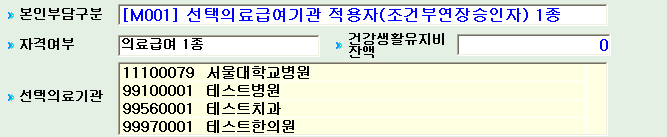 본인부담구분 [M001] 선택의료급여기관 적용자(조건부연장승인자) 1종
자격여부 의료급여 1종 건강생활유지비 잔액 0
선택의료기관
11100079 서울대학교병원
99100001 테스트병원
99560001 테스트치과
99970001 테스트한의원